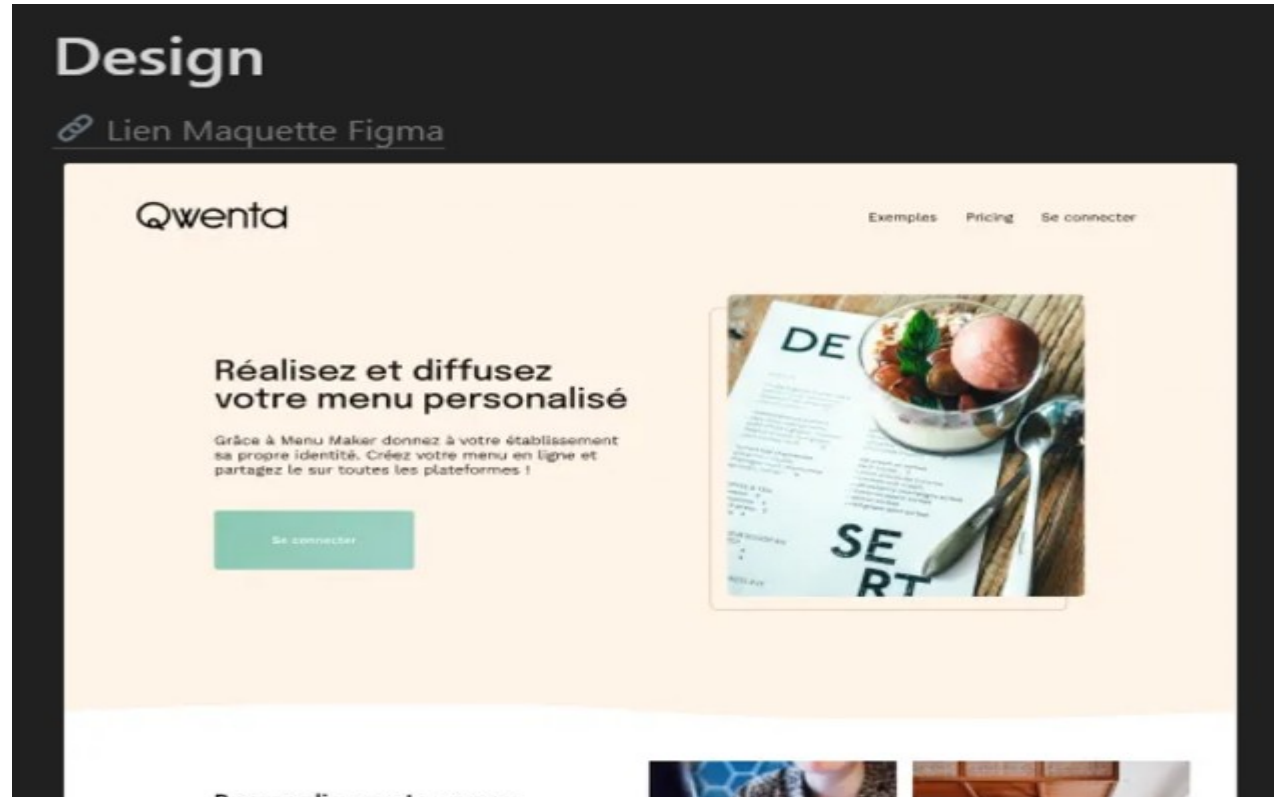 Design
Lien Maquette Figma
Qwenta
Exemples Pricing Se connecter
Réalisez et diffusez
votre menu personalisé
Grâce à Menu Maker donnez à votre établissement
sa propre identité. Créez votre menu en ligne et
partagez le sur toutes les plateformes !
Se connecter
DE
SE
RT